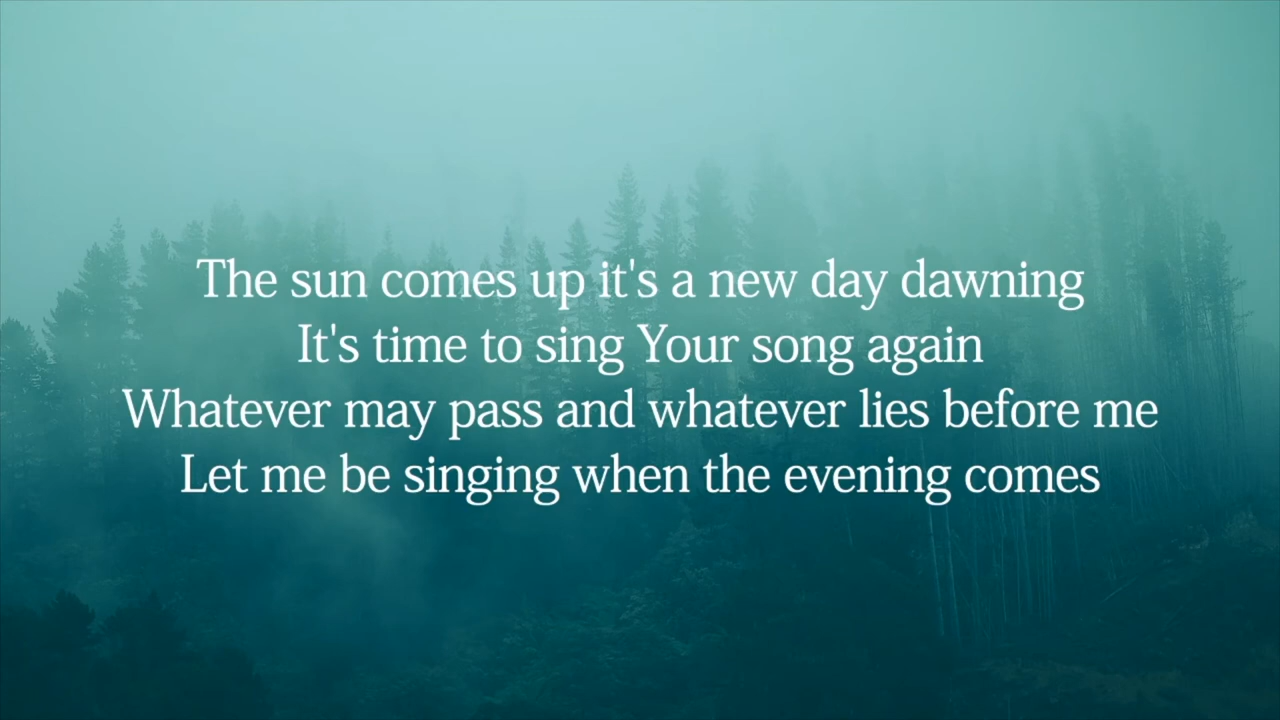 The sun comes up it's a new day dawning
It's time to sing Your song again
Whatever may pass and whatever lies before me
Let me be singing when the evening comes